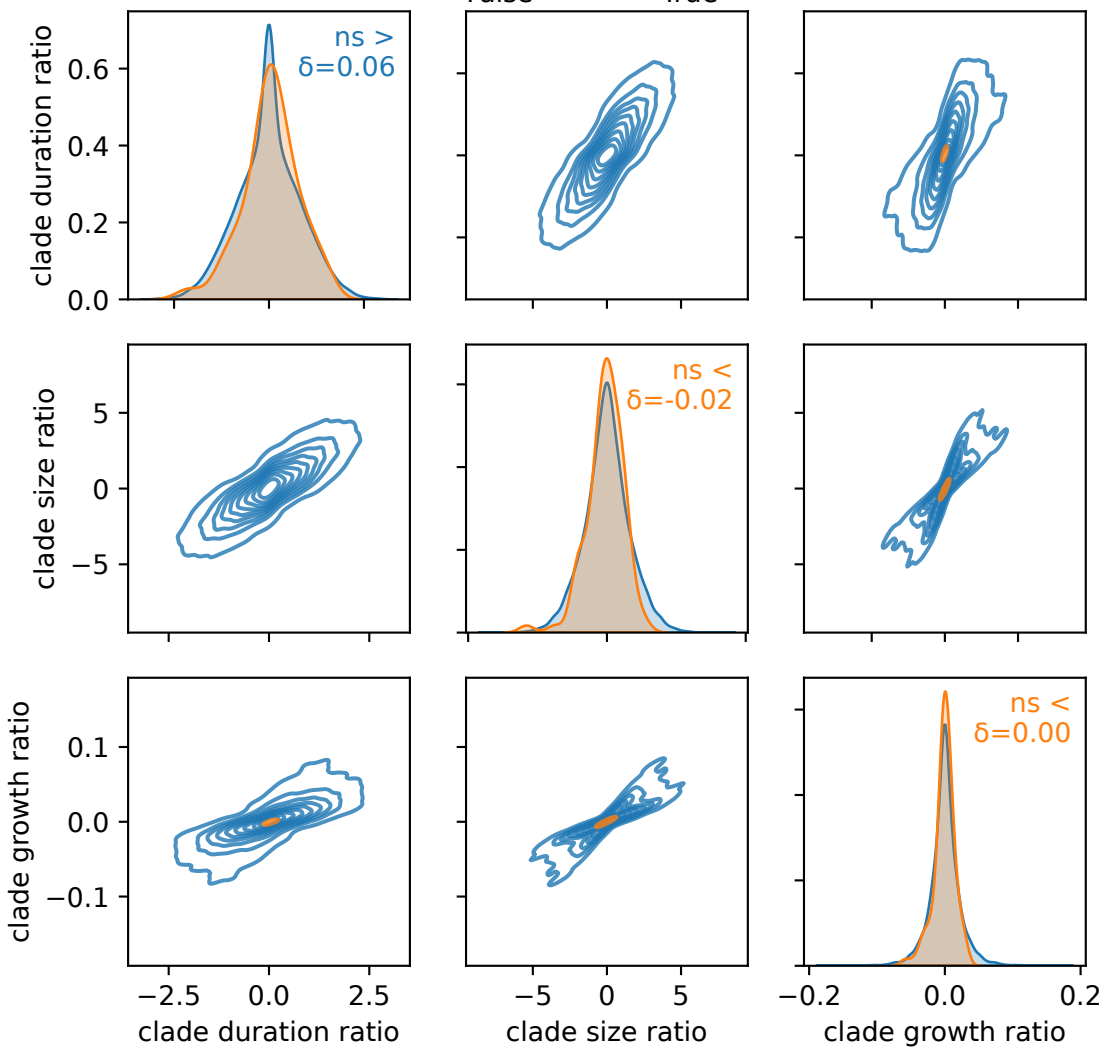 True
clade duration ratio
0.6
0.4
0.2
0.0
ns >
δ=0.06
clade size ratio
5
0
−5
ns <
δ=-0.02
clade growth ratio
0.1
0.0
−0.1
ns <
δ=0.00
−2.5 0.0 2.5
clade duration ratio
−5 0 5
clade size ratio
−0.2 0.0 0.2
clade growth ratio